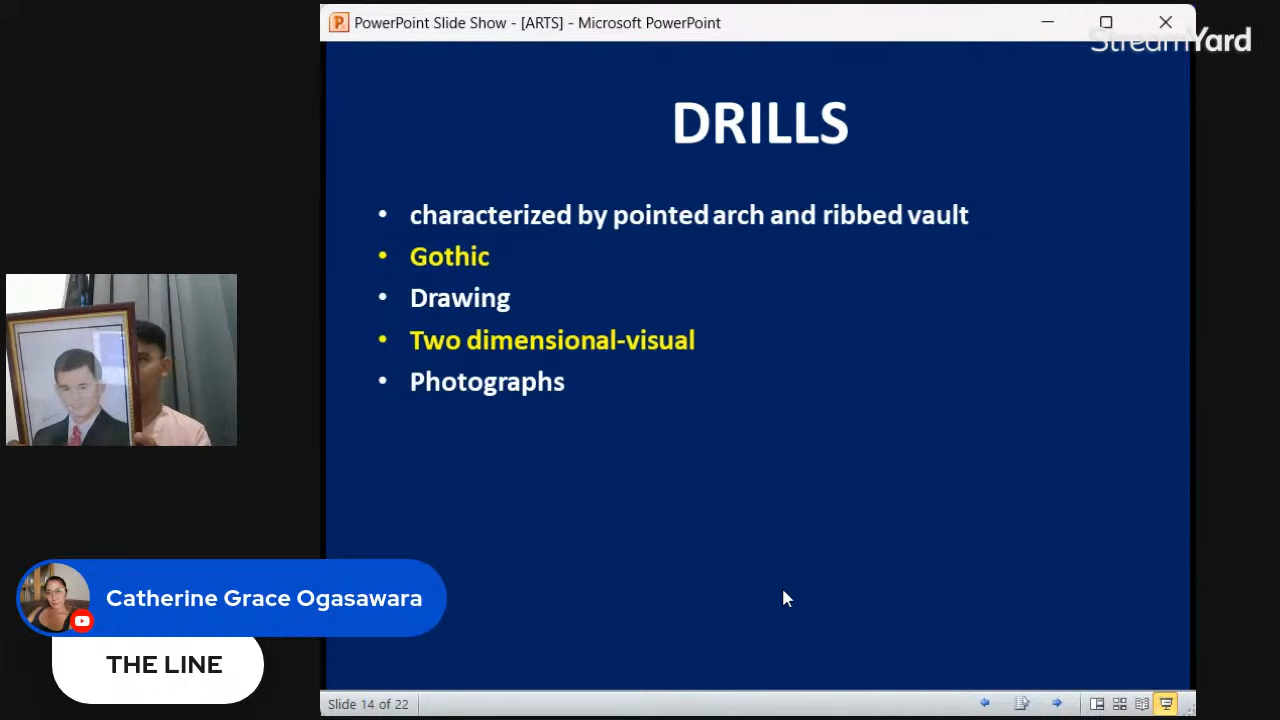 PowerPoint Slide Show - [ARTS] - Microsoft PowerPoint
StreamYard
DRILLS
• characterized by pointed arch and ribbed vault
• Gothic
• Drawing
• Two dimensional-visual
• Photographs
Catherine Grace Ogasawara
THE LINE
Slide 14 of 22